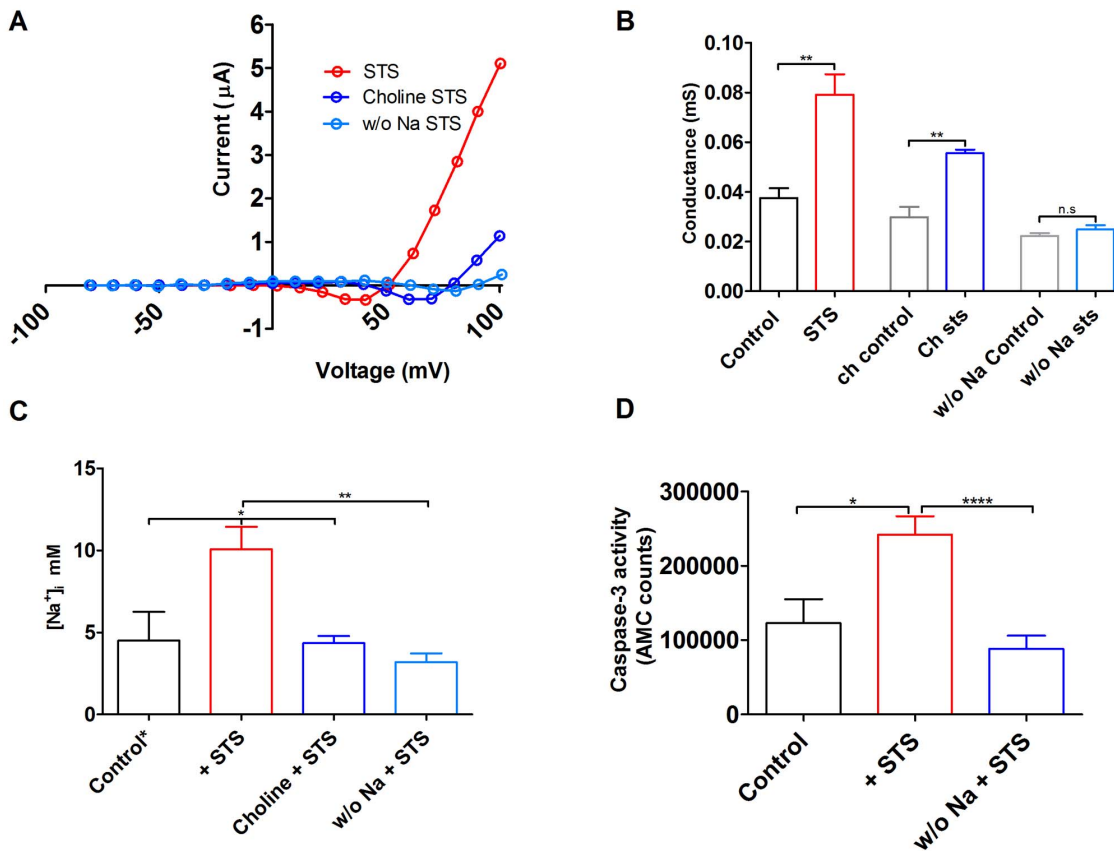 A
6
5
4
3
2
1
-1
-100
-50
50
100
Current ( µA)
Voltage (mV)
STS
Choline STS
w/o Na STS
B
0.10
0.08
0.06
0.04
0.02
0.00
Conductance (mS)
**
**
n.s
Control
STS
ch control
Ch sts
w/o Na Control
w/o Na sts
C
15
10
5
0
[Na⁺]ᵢ mM
*
**
Control*
+ STS
Choline + STS
w/o Na + STS
D
300000
200000
100000
0
Caspase-3 activity
(AMC counts)
*
****
Control
+ STS
w/o Na + STS